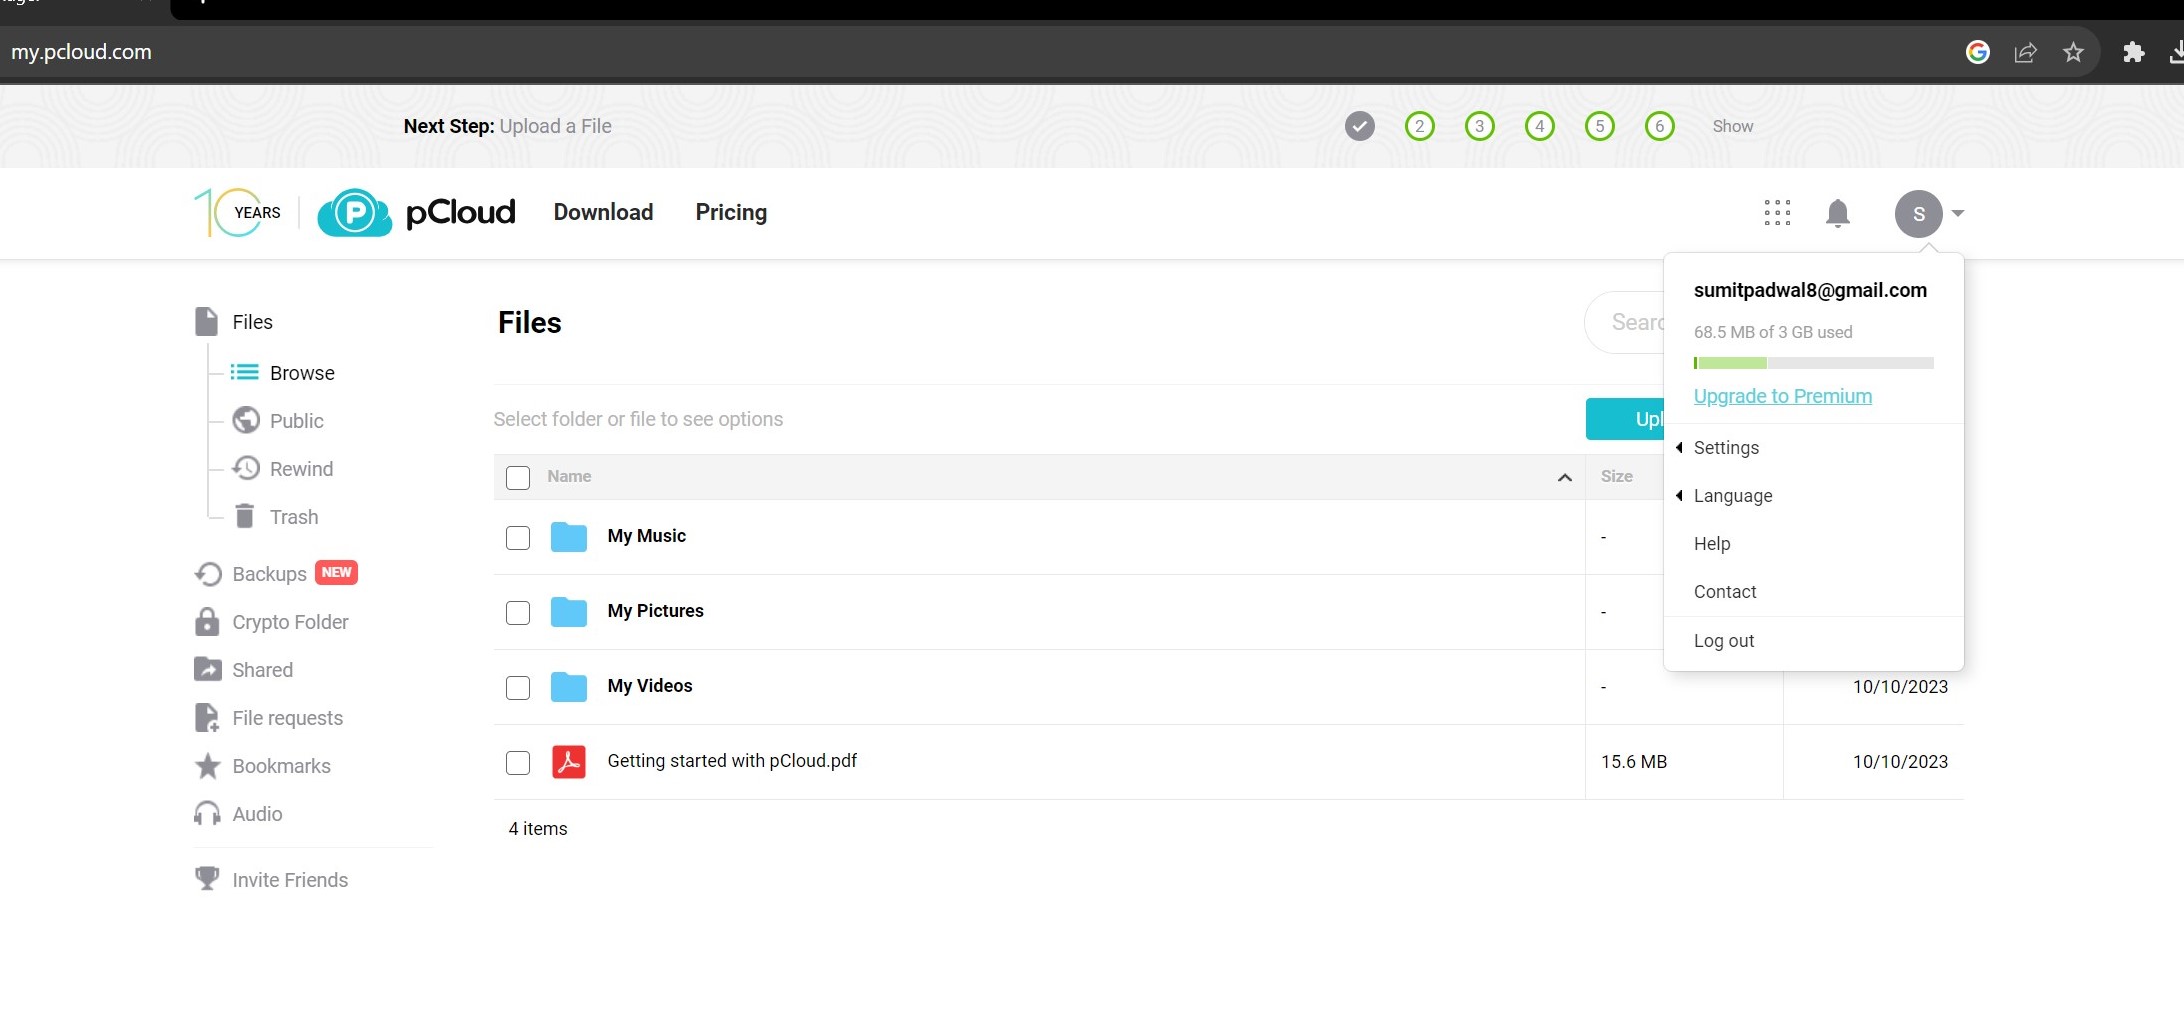 my.pcloud.com
Next Step: Upload a File
2 3 4 5 6 Show
10 YEARS
P pCloud Download Pricing
S
sumitpadwal8@gmail.com
68.5 MB of 3 GB used
Upgrade to Premium
Settings
Language
Help
Contact
Log out
Files
Browse
Public
Rewind
Trash
Backups NEW
Crypto Folder
Shared
File requests
Bookmarks
Audio
Invite Friends
Files
Select folder or file to see options
Name Size
My Music -
My Pictures -
My Videos - 10/10/2023
Getting started with pCloud.pdf 15.6 MB 10/10/2023
4 items